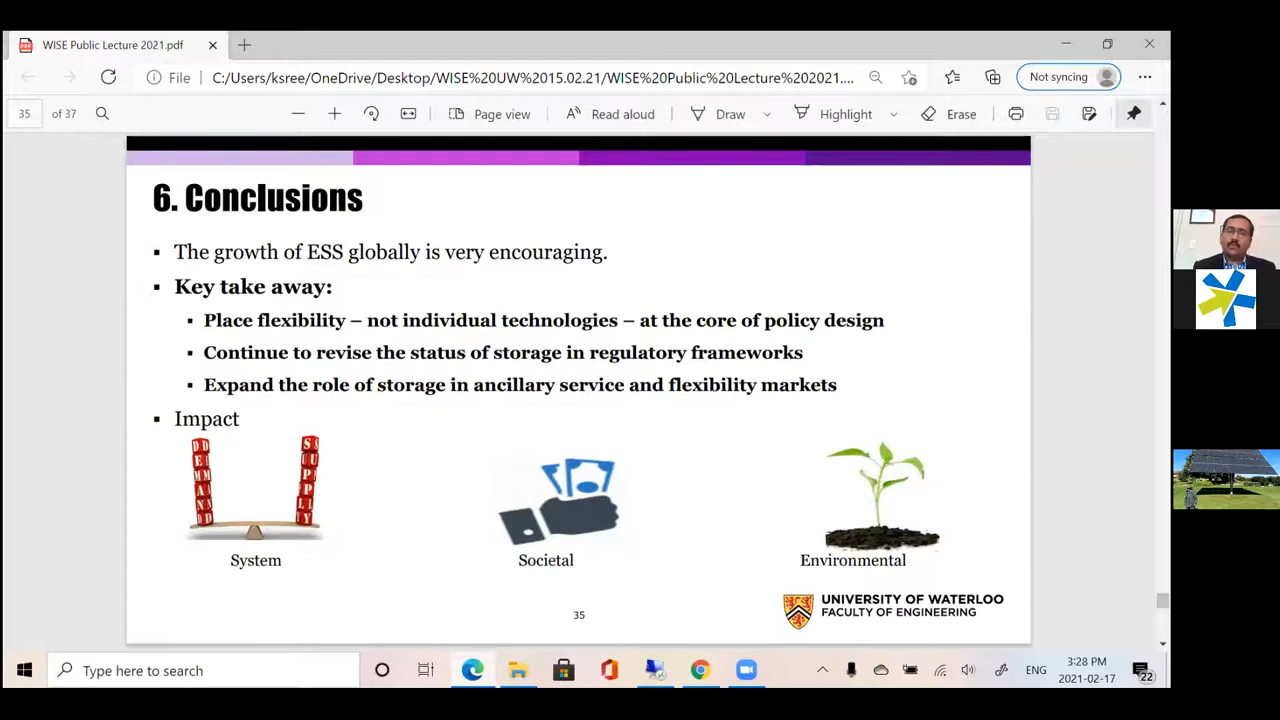 WISE Public Lecture 2021.pdf
File C:/Users/ksree/OneDrive/Desktop/WISE%20UW%2015.02.21/WISE%20Public%20Lecture%202021....
Not syncing
35 of 37
Page view
Read aloud
Draw
Highlight
Erase
6. Conclusions
▪ The growth of ESS globally is very encouraging.
▪ Key take away:
▪ Place flexibility – not individual technologies – at the core of policy design
▪ Continue to revise the status of storage in regulatory frameworks
▪ Expand the role of storage in ancillary service and flexibility markets
▪ Impact
DEMAND
SUPPLY
System
Societal
Environmental
35
UNIVERSITY OF WATERLOO
FACULTY OF ENGINEERING
Type here to search
ENG
3:28 PM
2021-02-17
22